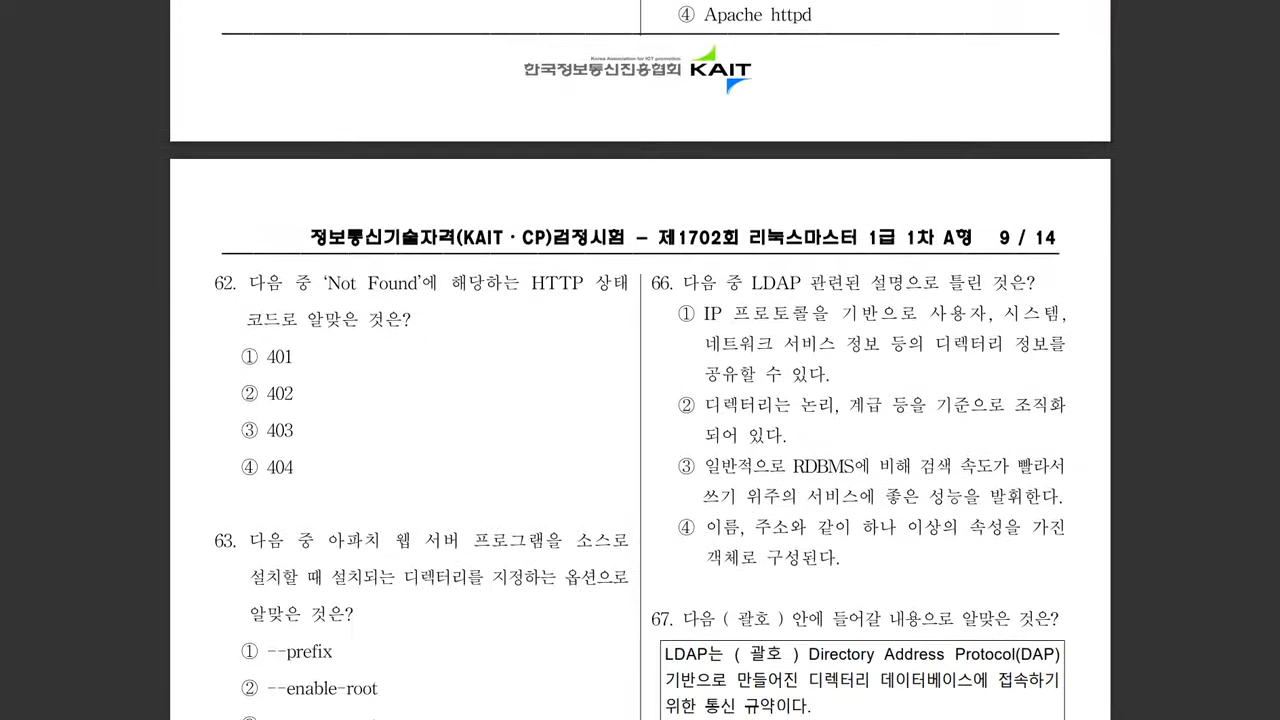 ④ Apache httpd
Korea Association for ICT promotion
한국정보통신진흥협회 KAIT
정보통신기술자격(KAIT · CP)검정시험 - 제1702회 리눅스마스터 1급 1차 A형 9 / 14
62. 다음 중 ‘Not Found’에 해당하는 HTTP 상태
코드로 알맞은 것은?
① 401
② 402
③ 403
④ 404
63. 다음 중 아파치 웹 서버 프로그램을 소스로
설치할 때 설치되는 디렉터리를 지정하는 옵션으로
알맞은 것은?
① --prefix
② --enable-root
66. 다음 중 LDAP 관련된 설명으로 틀린 것은?
① IP 프로토콜을 기반으로 사용자, 시스템,
네트워크 서비스 정보 등의 디렉터리 정보를
공유할 수 있다.
② 디렉터리는 논리, 계급 등을 기준으로 조직화
되어 있다.
③ 일반적으로 RDBMS에 비해 검색 속도가 빨라서
쓰기 위주의 서비스에 좋은 성능을 발휘한다.
④ 이름, 주소와 같이 하나 이상의 속성을 가진
객체로 구성된다.
67. 다음 ( 괄호 ) 안에 들어갈 내용으로 알맞은 것은?
LDAP는 ( 괄호 ) Directory Address Protocol(DAP)
기반으로 만들어진 디렉터리 데이터베이스에 접속하기
위한 통신 규약이다.